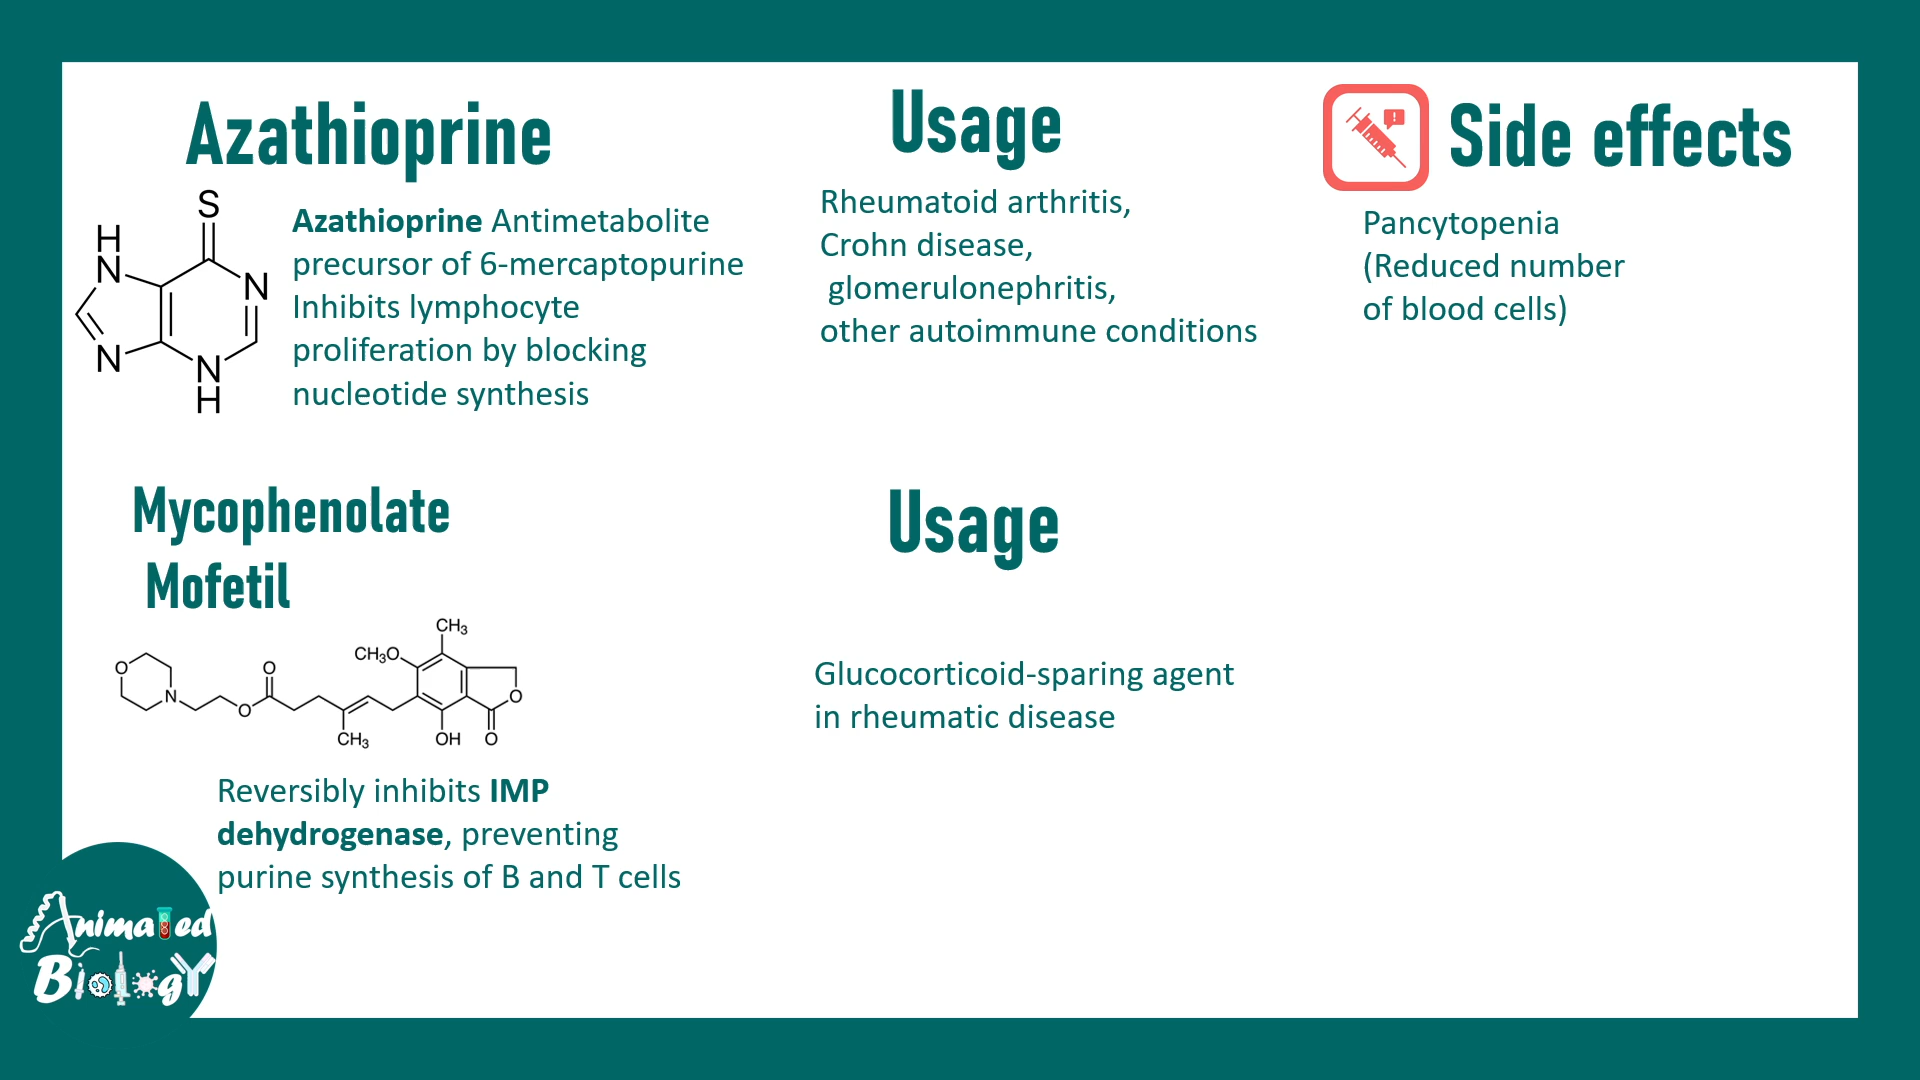 Azathioprine
S
H
N
N
N
N
H
Azathioprine Antimetabolite
precursor of 6-mercaptopurine
Inhibits lymphocyte
proliferation by blocking
nucleotide synthesis
Usage
Rheumatoid arthritis,
Crohn disease,
glomerulonephritis,
other autoimmune conditions
!
Side effects
Pancytopenia
(Reduced number
of blood cells)
Mycophenolate
Mofetil
CH3
CH3O
O
O
N
O
O
CH3
OH
O
Reversibly inhibits IMP
dehydrogenase, preventing
purine synthesis of B and T cells
Usage
Glucocorticoid-sparing agent
in rheumatic disease
Animated
Biology